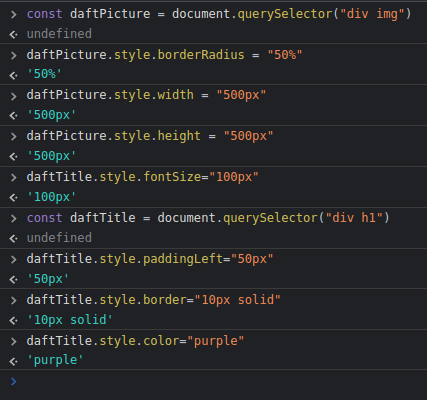 const daftPicture = document.querySelector("div img")
undefined
daftPicture.style.borderRadius = "50%"
'50%'
daftPicture.style.width = "500px"
'500px'
daftPicture.style.height = "500px"
'500px'
daftTitle.style.fontSize="100px"
'100px'
const daftTitle = document.querySelector("div h1")
undefined
daftTitle.style.paddingLeft="50px"
'50px'
daftTitle.style.border="10px solid"
'10px solid'
daftTitle.style.color="purple"
'purple'